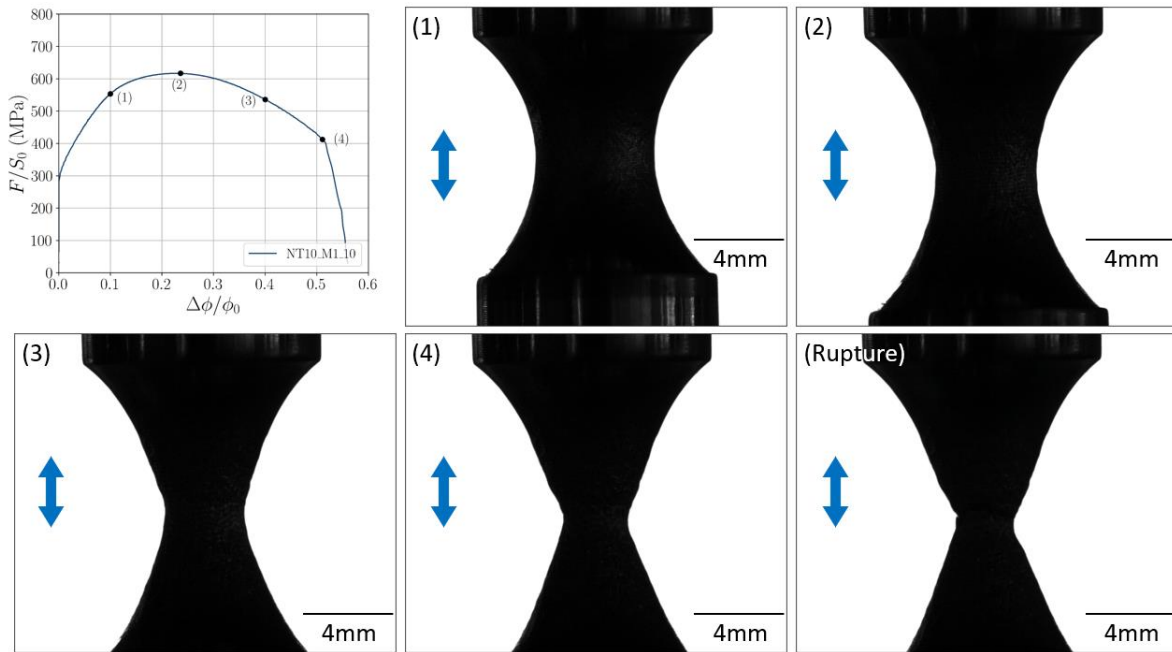 800
700
600
500
400
300
200
100
0
F/S₀ (MPa)
(1)
(2)
(3)
(4)
NT10_M1_10
0.0 0.1 0.2 0.3 0.4 0.5 0.6
Δϕ/ϕ₀
(1)
4mm
(2)
4mm
(3)
4mm
(4)
4mm
(Rupture)
4mm